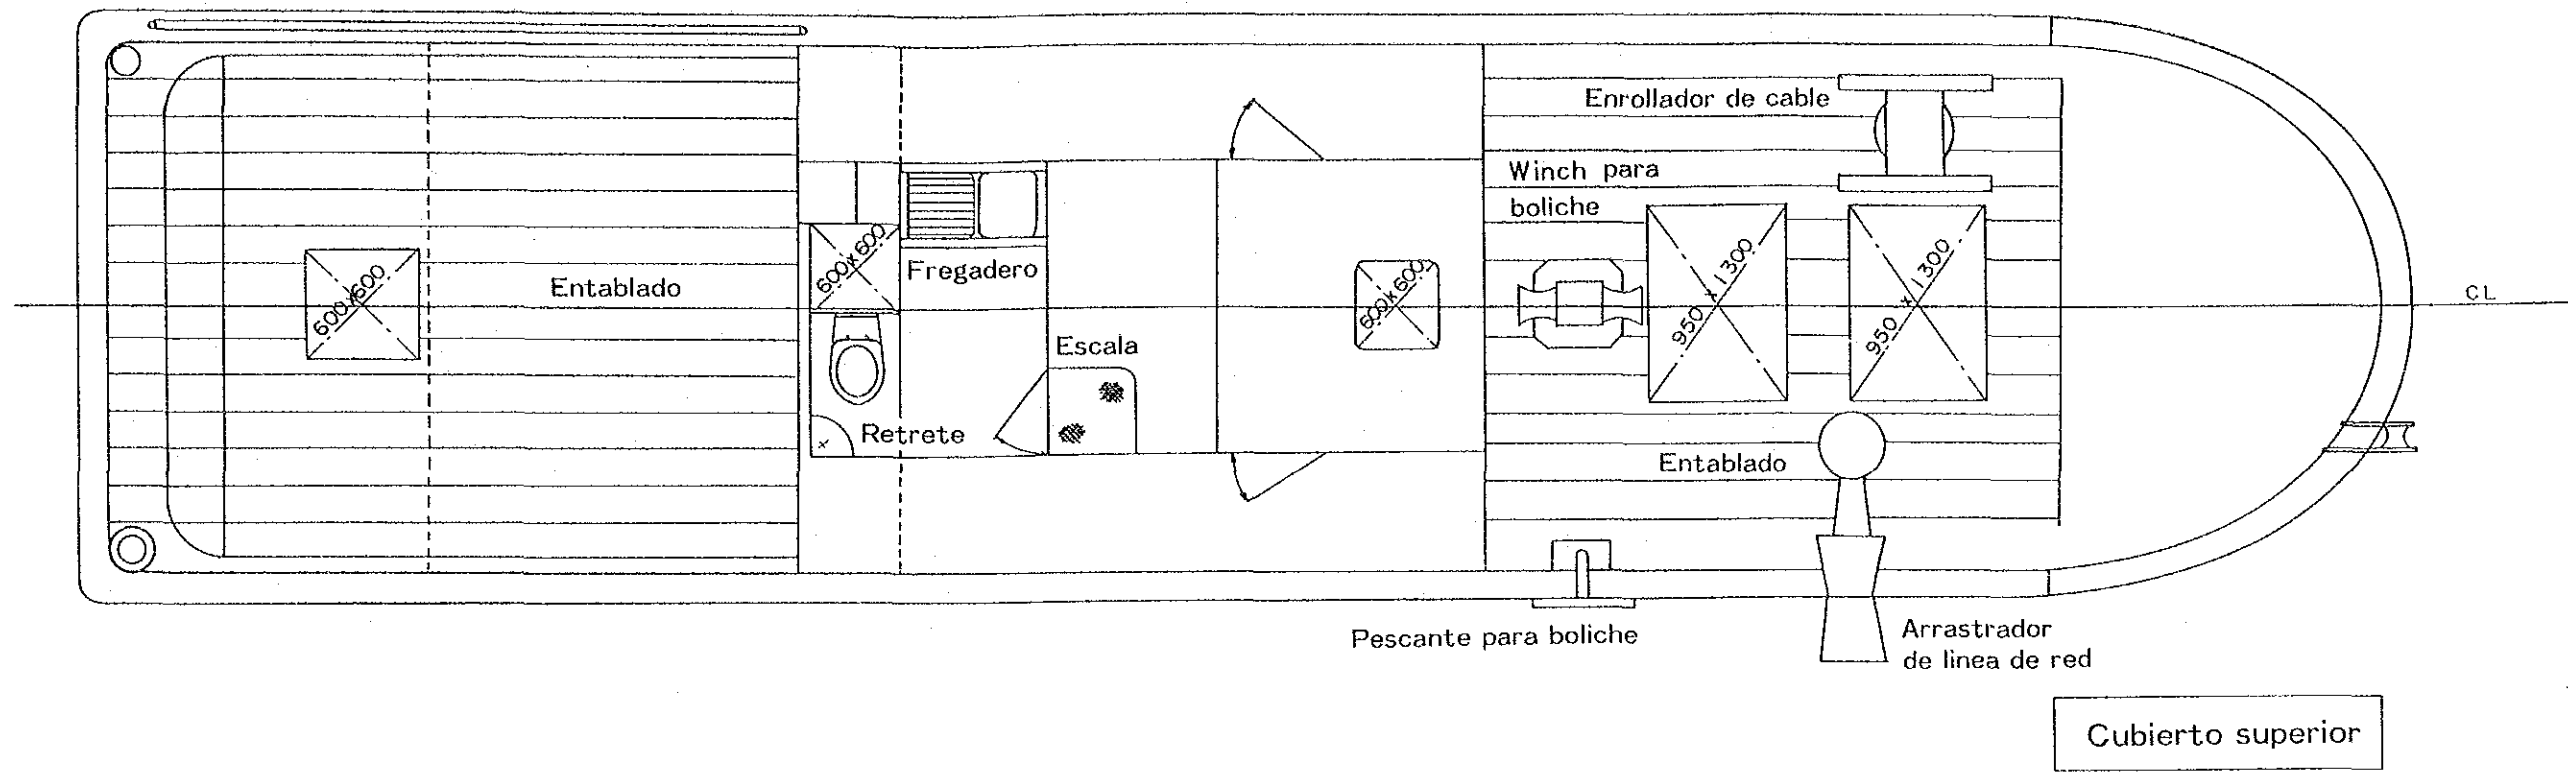 Enrollador de cable
Winch para
boliche
600x600
Entablado
600x600
Fregadero
600x600
950 x 1300
950 x 1300
CL
Escala
Retrete
Entablado
Pescante para boliche
Arrastrador
de linea de red
Cubierto superior